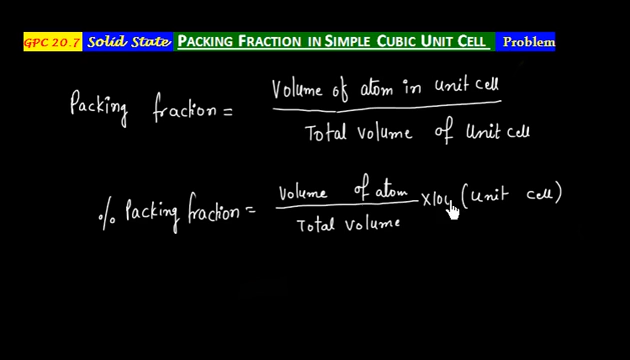 GPC 20.7 Solid State PACKING FRACTION IN SIMPLE CUBIC UNIT CELL Problem
Packing fraction = Volume of atom in unit cell / Total volume of unit cell
% Packing fraction = Volume of atom / Total volume ×100 (unit cell)